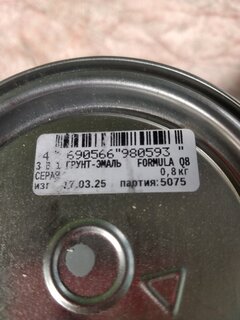 4 "690566"980593 "
3 В 1 ГРУНТ-ЭМАЛЬ FORMULA Q8
СЕРАЯ 0,8 кг
изг. 17.03.25 партия:5075